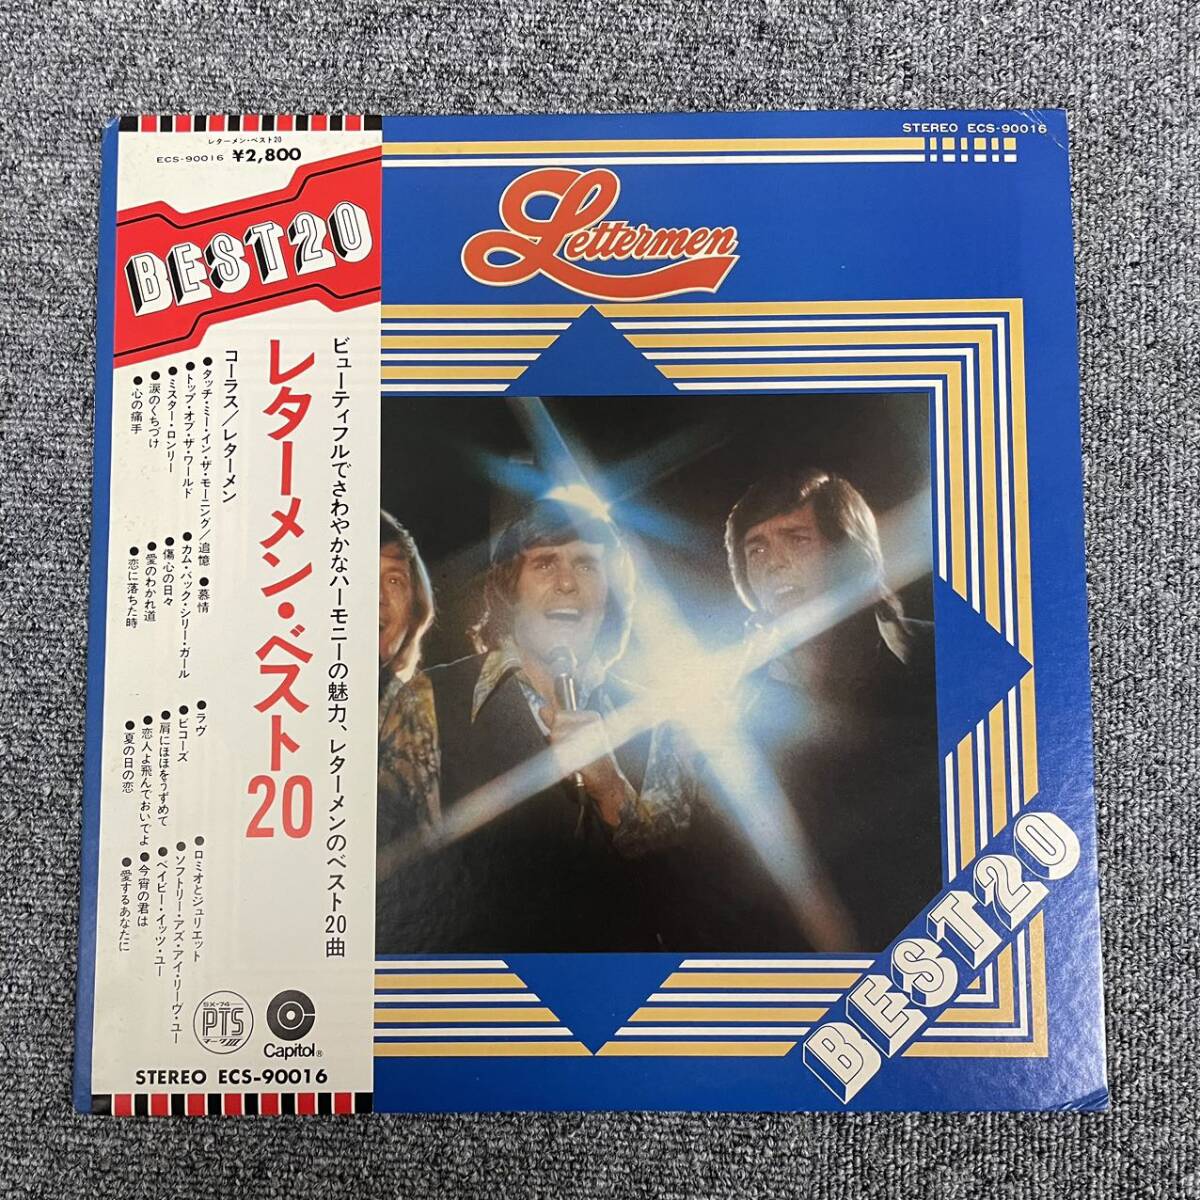 レターメン・ベスト20
ECS-90016 ¥2,800
BEST20
ビューティフルでさわやかなハーモニーの魅力、レターメンのベスト20曲
レターメン・ベスト20
コーラス／レターメン
●タッチ・ミー・イン・ザ・モーニング／追憶
●トップ・オブ・ザ・ワールド
●ミスター・ロンリー
●涙のくちづけ
●心の痛手
●慕情
●カム・バック・シリー・ガール
●傷心の日々
●愛のわかれ道
●恋に落ちた時
●ラヴ
●ビコーズ
●肩にほほをうずめて
●恋人よ飛んでおいでよ
●夏の日の恋
●ロミオとジュリエット
●ソフトリー・アズ・アイ・リーヴ・ユー
●ベイビー・イッツ・ユー
●今宵の君は
●愛するあなたに
SX-74
PTS
マークIII
Capitol®
STEREO ECS-90016
STEREO ECS-90016
Lettermen
BEST20